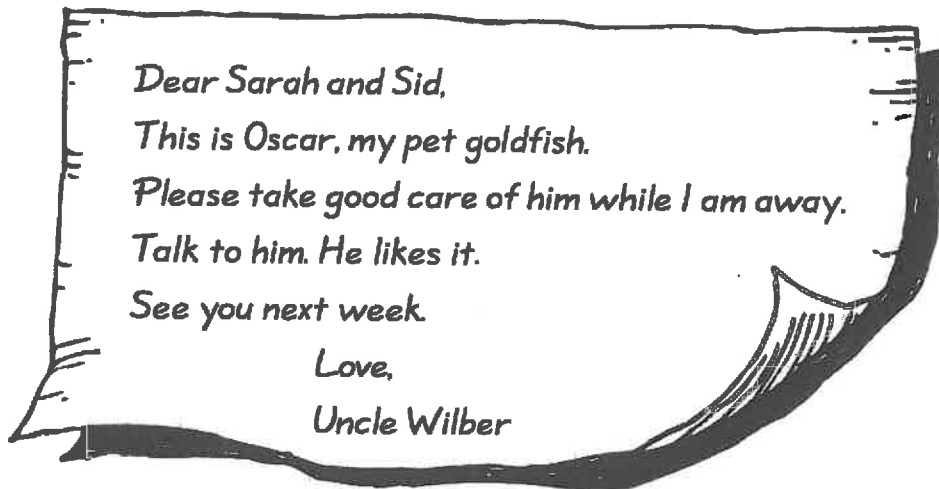 Dear Sarah and Sid,
This is Oscar, my pet goldfish.
Please take good care of him while I am away.
Talk to him. He likes it.
See you next week.
Love,
Uncle Wilber